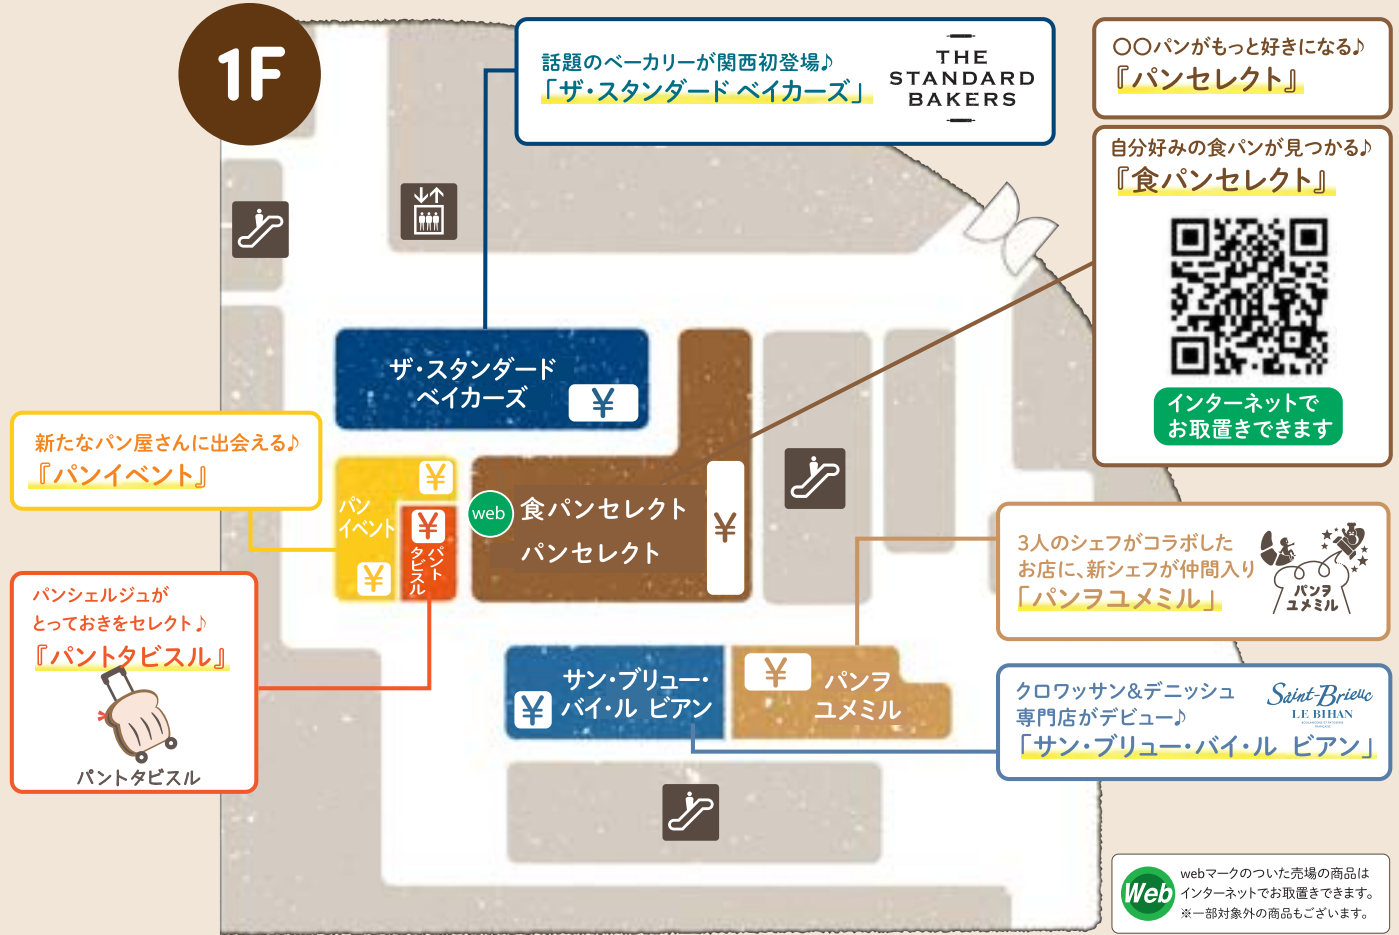 1F
話題のベーカリーが関西初登場♪
「ザ・スタンダード ベイカーズ」
THE
STANDARD
BAKERS
〇〇パンがもっと好きになる♪
『パンセレクト』
自分好みの食パンが見つかる♪
『食パンセレクト』
インターネットで
お取置きできます
ザ・スタンダード
ベイカーズ
¥
新たなパン屋さんに出会える♪
『パンイベント』
¥
パン
イベント
¥
¥
パント
タビスル
web
食パンセレクト
パンセレクト
¥
3人のシェフがコラボした
お店に、新シェフが仲間入り
「パンヲユメミル」
パンヲ
ユメミル
パンシェルジュが
とっておきをセレクト♪
『パントタビスル』
パントタビスル
サン・ブリュー・
バイ・ル ビアン
¥
¥
パンヲ
ユメミル
クロワッサン&デニッシュ
専門店がデビュー♪
「サン・ブリュー・バイ・ル ビアン」
Saint-Brieuc
LE BIHAN
Web
webマークのついた売場の商品は
インターネットでお取置きできます。
※一部対象外の商品もございます。